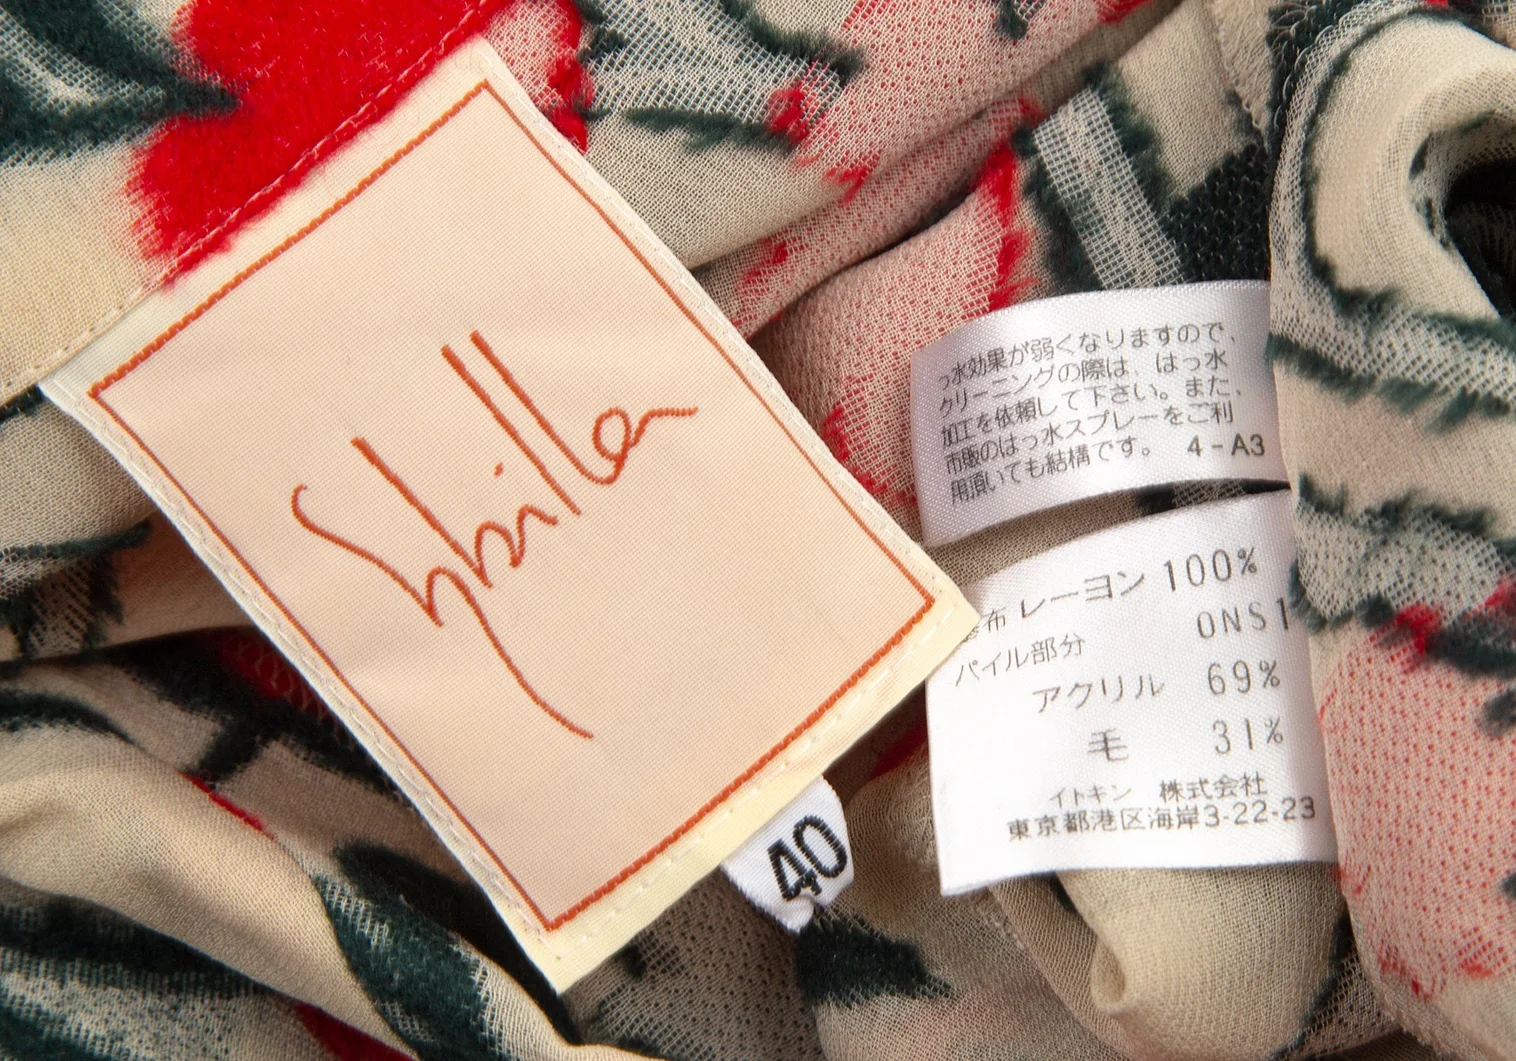 Sybilla
40
っ水効果が弱くなりますので、
クリーニングの際は、はっ水
加工を依頼して下さい。また、
市販のはっ水スプレーをご利
用頂いても結構です。 4-A3
基布 レーヨン 100%
パイル部分 ONS1
アクリル 69%
毛 31%
イトキン 株式会社
東京都港区海岸3-22-23